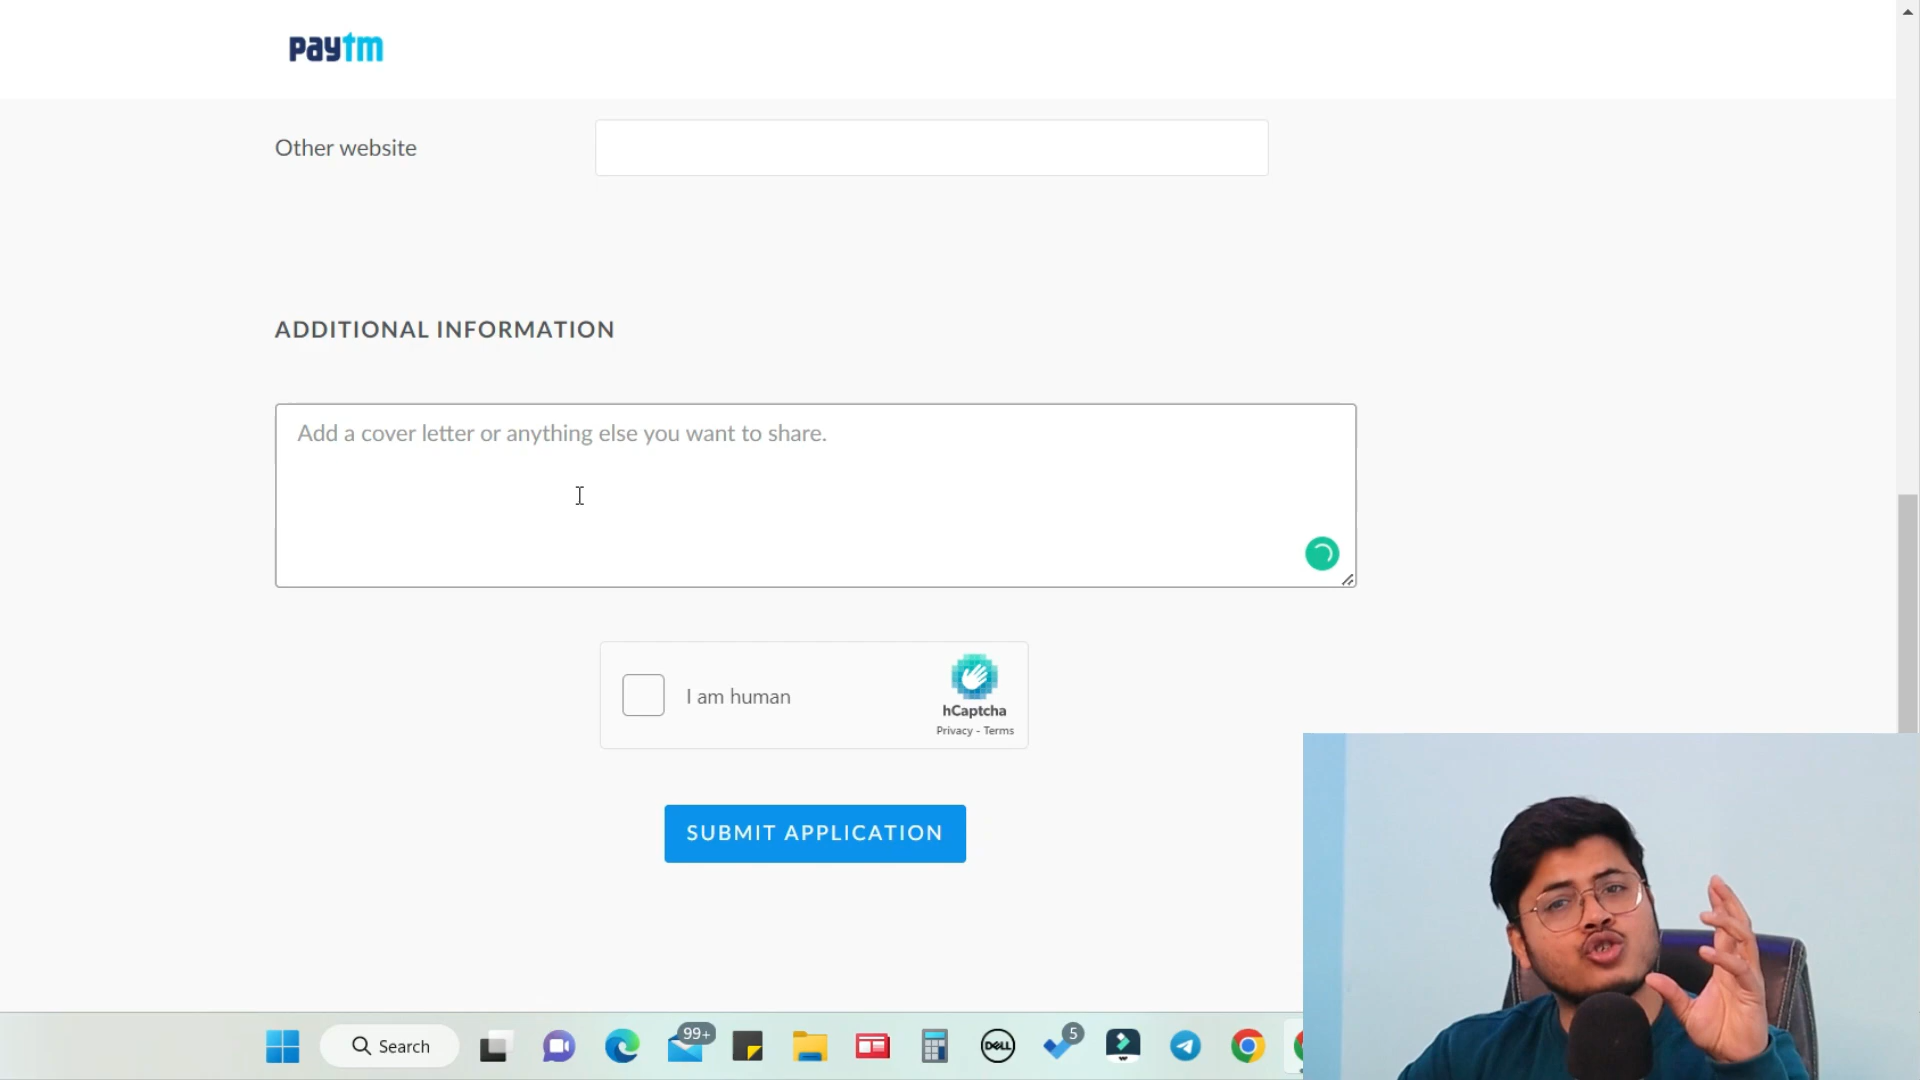 paytm
Other website
ADDITIONAL INFORMATION
Add a cover letter or anything else you want to share.
I am human
hCaptcha
Privacy - Terms
SUBMIT APPLICATION
Search
99+
DELL
5